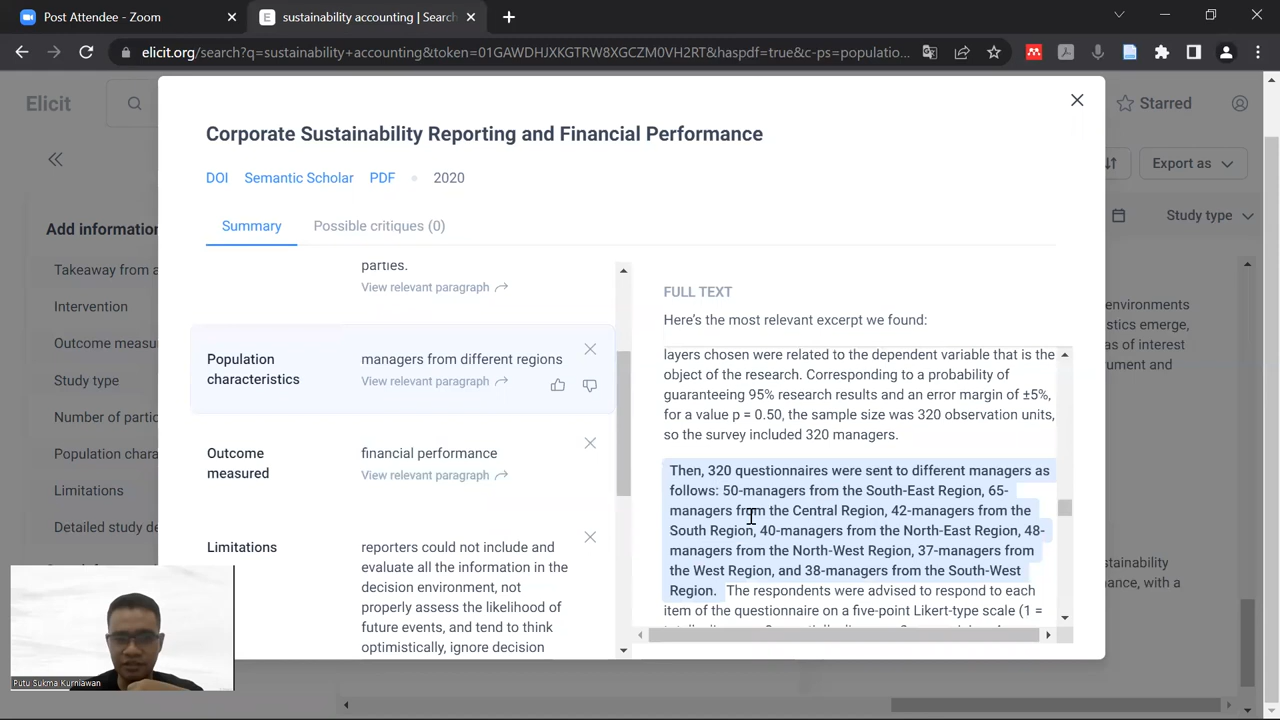 Post Attendee - Zoom
sustainability accounting | Searc
elicit.org/search?q=sustainability+accounting&token=01GAWDHJXKGTRW8XGCZM0VH2RT&haspdf=true&c-ps=populatio...
Elicit
Starred
Export as
Add information
Study type
Takeaway from a
Intervention
Outcome measu
Study type
Number of partici
Population chara
Limitations
Detailed study de
Corporate Sustainability Reporting and Financial Performance
DOI Semantic Scholar PDF • 2020
Summary
Possible critiques (0)
parties.
View relevant paragraph
Population
characteristics
managers from different regions
View relevant paragraph
Outcome
measured
financial performance
View relevant paragraph
Limitations
reporters could not include and
evaluate all the information in
the decision environment, not
properly assess the likelihood of
future events, and tend to think
optimistically, ignore decision
FULL TEXT
Here's the most relevant excerpt we found:
layers chosen were related to the dependent variable that is the
object of the research. Corresponding to a probability of
guaranteeing 95% research results and an error margin of ±5%,
for a value p = 0.50, the sample size was 320 observation units,
so the survey included 320 managers.
Then, 320 questionnaires were sent to different managers as
follows: 50-managers from the South-East Region, 65-
managers from the Central Region, 42-managers from the
South Region, 40-managers from the North-East Region, 48-
managers from the North-West Region, 37-managers from
the West Region, and 38-managers from the South-West
Region. The respondents were advised to respond to each
item of the questionnaire on a five-point Likert-type scale (1 =
environments
stics emerge,
as of interest
ument and
stainability
ance, with a
Putu Sukma Kurniawan